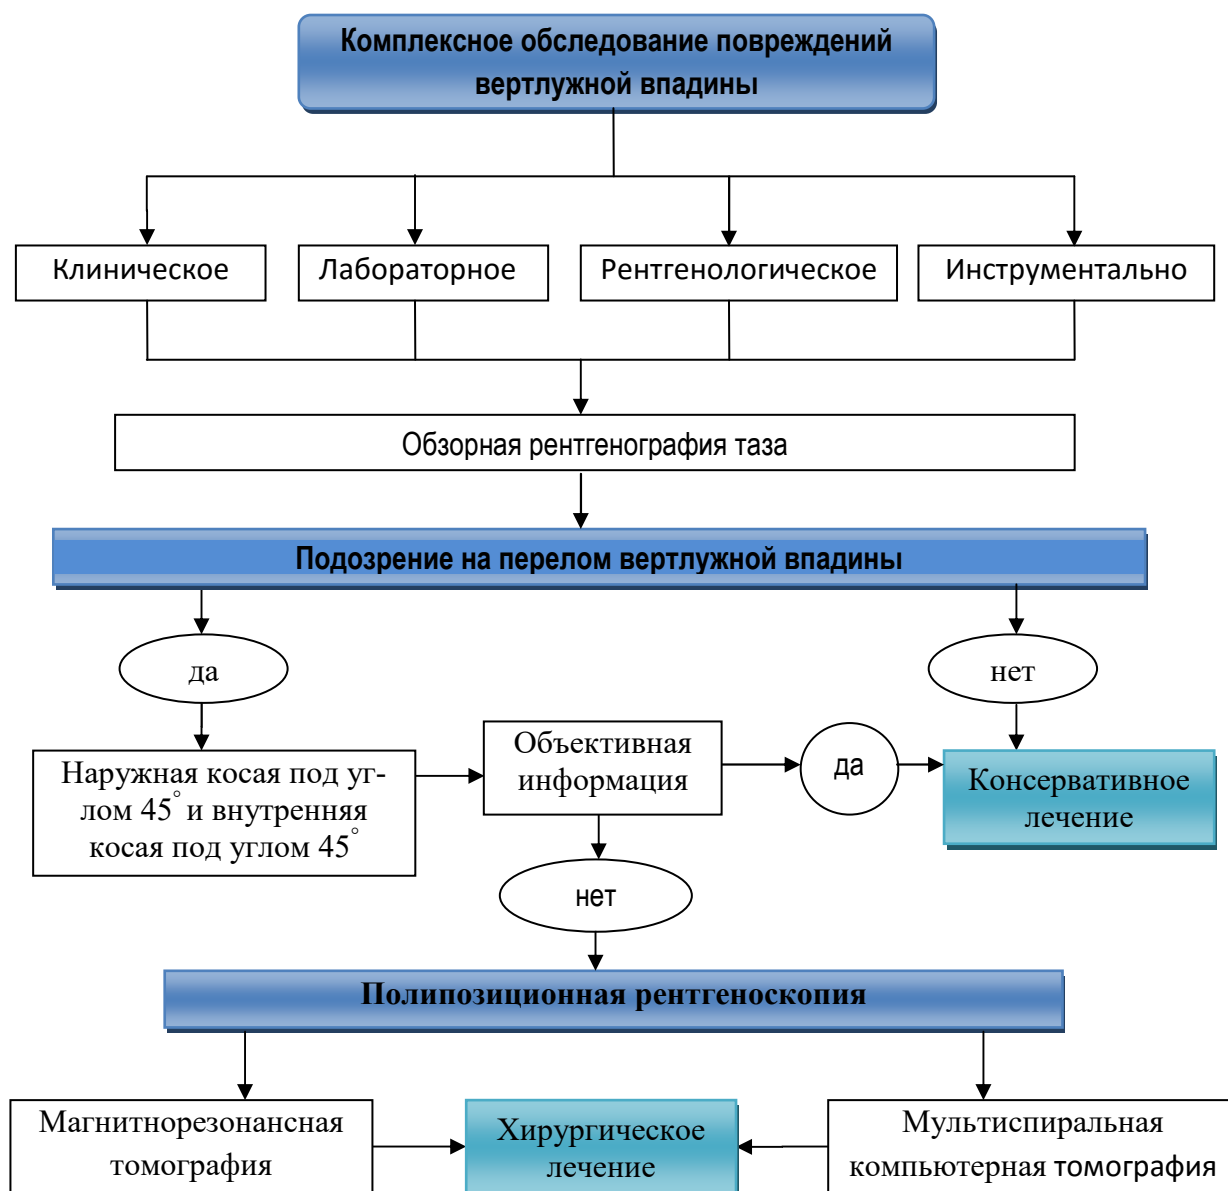 Комплексное обследование повреждений
вертлужной впадины
Клиническое
Лабораторное
Рентгенологическое
Инструментально
Обзорная рентгенография таза
Подозрение на перелом вертлужной впадины
да
нет
Наружная косая под уг-
лом 45° и внутренняя
косая под углом 45°
Объективная
информация
да
Консервативное
лечение
нет
Полипозиционная рентгеноскопия
Магнитнорезонансная
томография
Хирургическое
лечение
Мультиспиральная
компьютерная томография